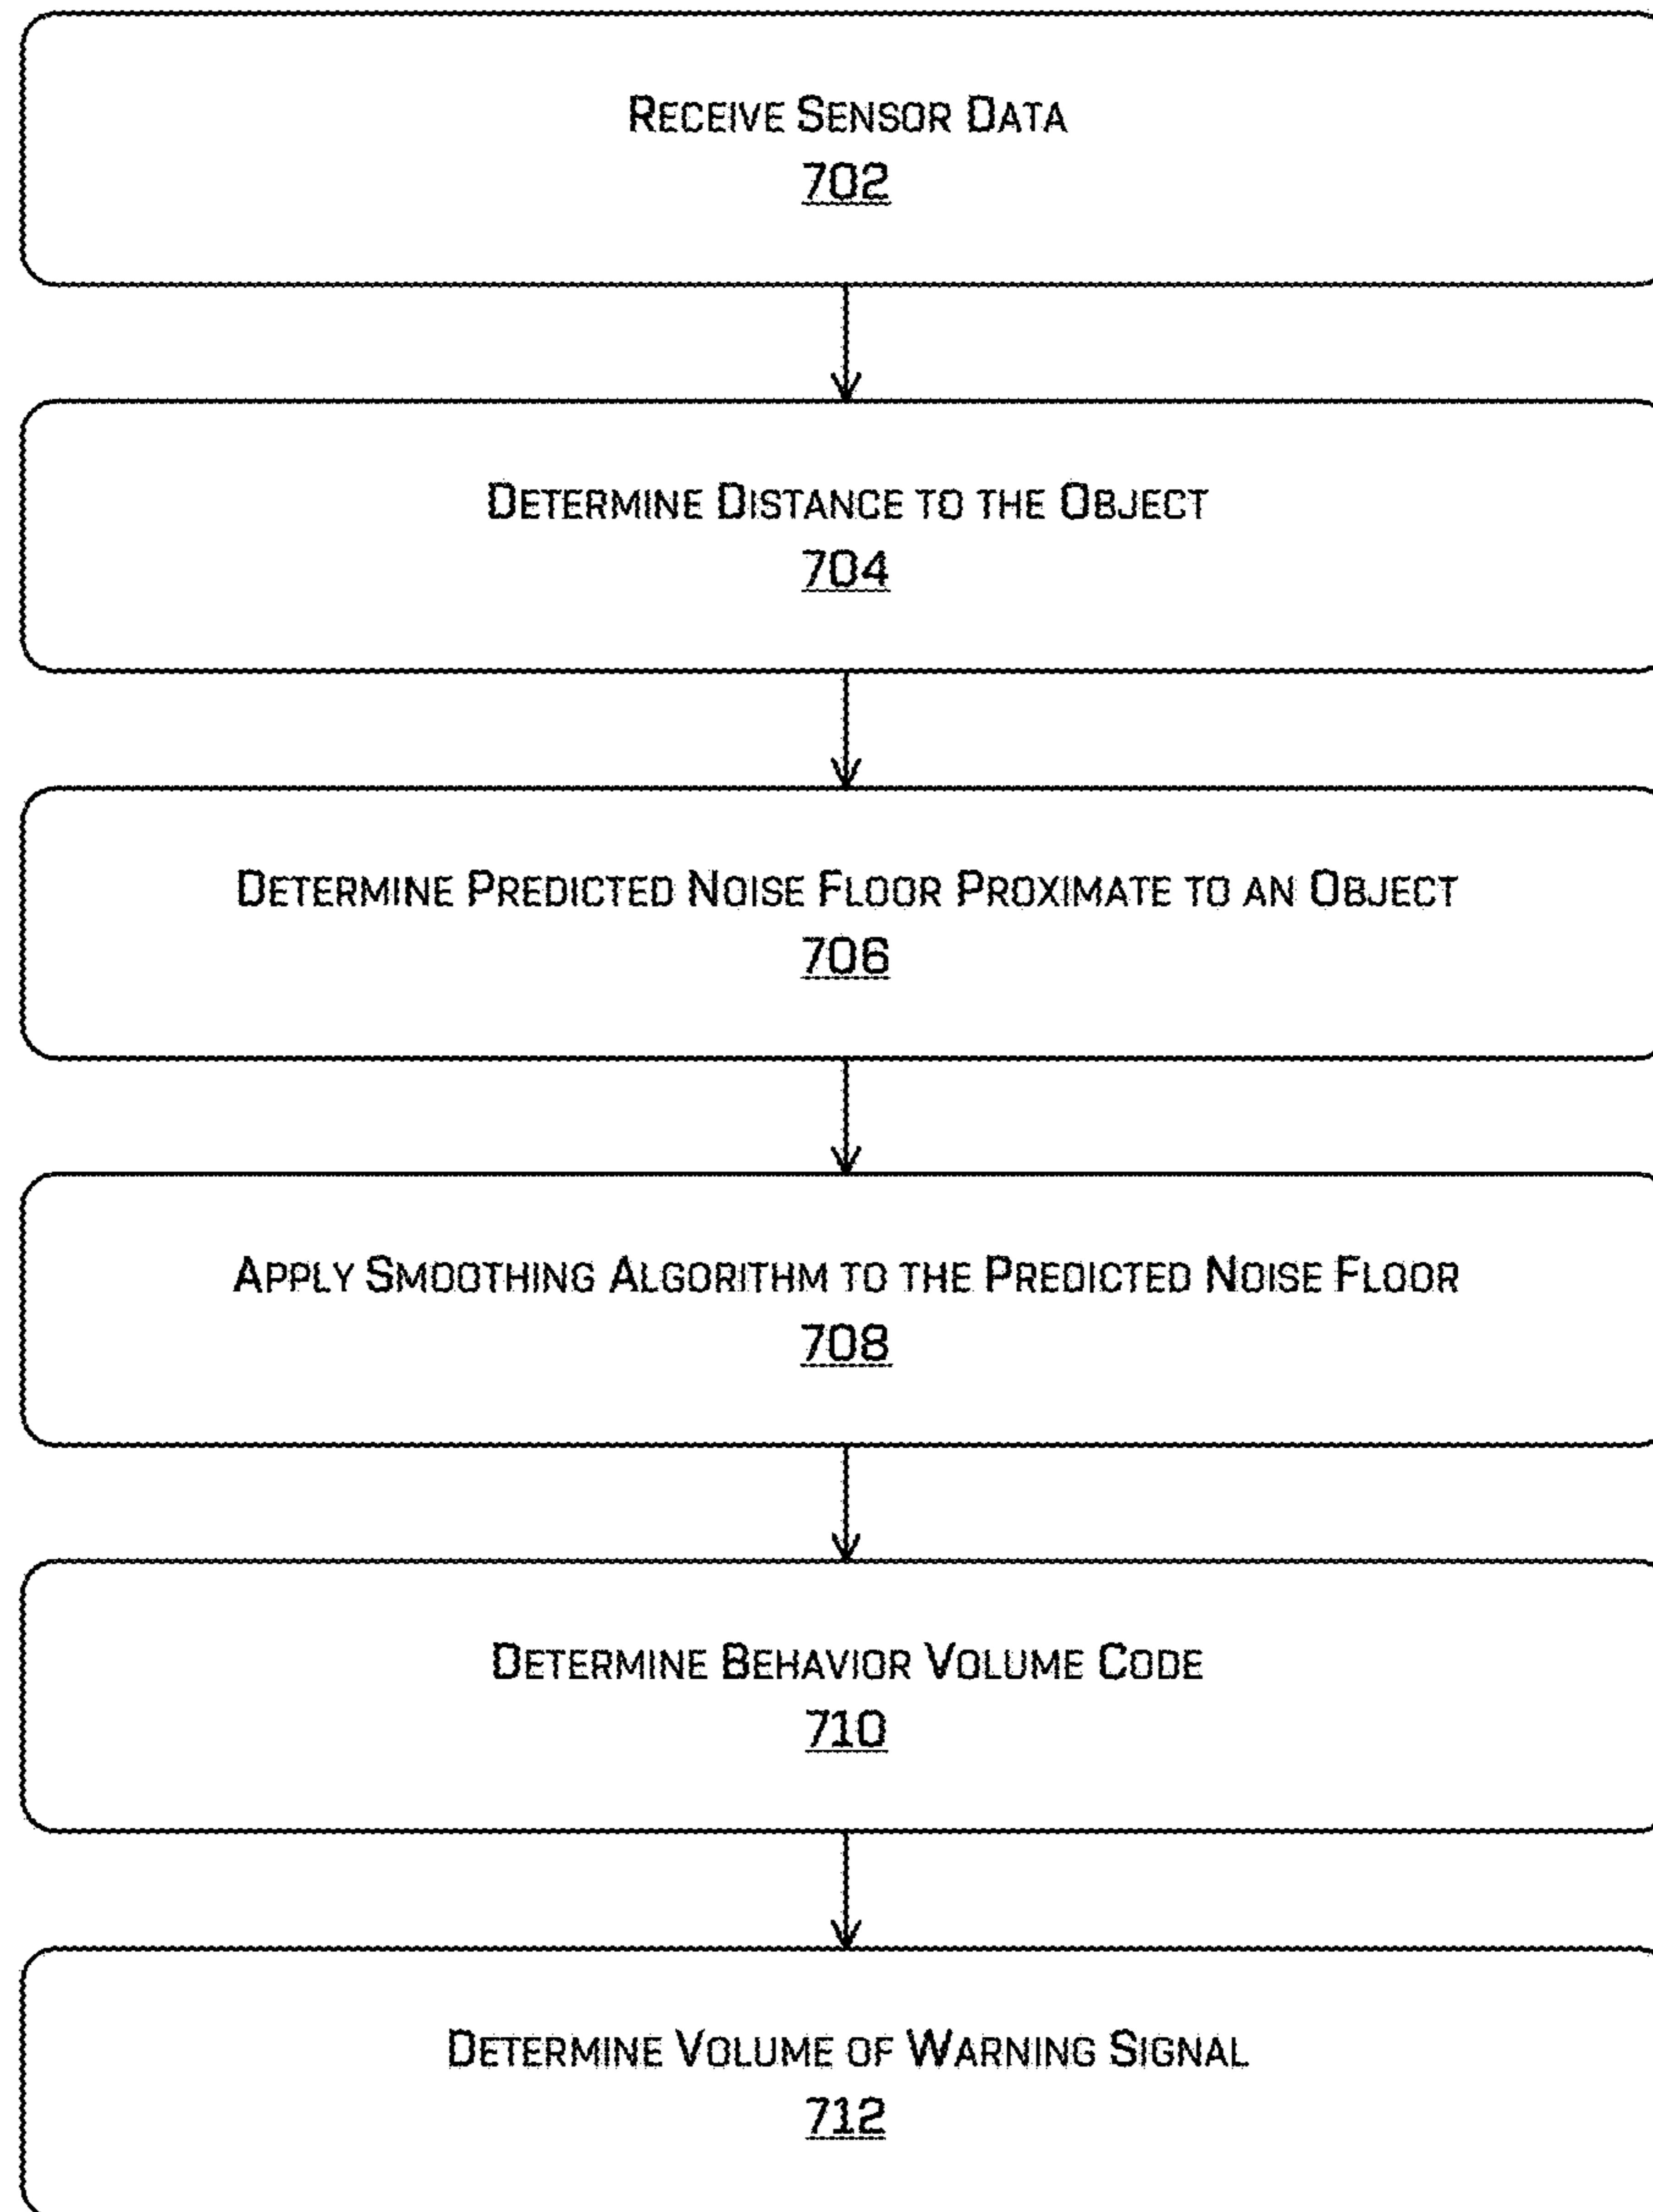 Receive Sensor Data
702
Determine Distance to the Object
704
Determine Predicted Noise Floor Proximate to an Object
706
Apply Smoothing Algorithm to the Predicted Noise Floor
708
Determine Behavior Volume Code
710
Determine Volume of Warning Signal
712